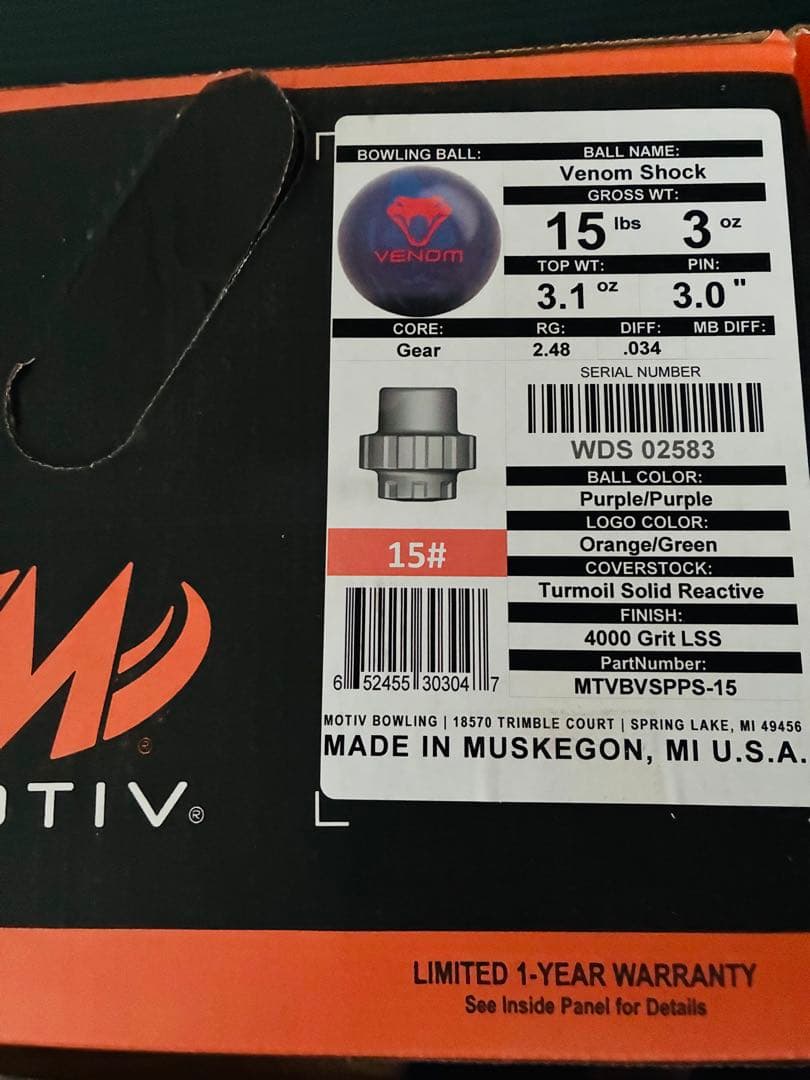 BOWLING BALL:
VENOM
BALL NAME:
Venom Shock
GROSS WT:
15 lbs 3 oz
TOP WT: PIN:
3.1 oz 3.0 "
CORE: RG: DIFF: MB DIFF:
Gear 2.48 .034
SERIAL NUMBER
WDS 02583
BALL COLOR:
Purple/Purple
LOGO COLOR:
Orange/Green
COVERSTOCK:
Turmoil Solid Reactive
FINISH:
4000 Grit LSS
PartNumber:
MTVBVSPPS-15
15#
6 52455 30304 7
MOTIV BOWLING | 18570 TRIMBLE COURT | SPRING LAKE, MI 49456
MADE IN MUSKEGON, MI U.S.A.
®
OTIV®
LIMITED 1-YEAR WARRANTY
See Inside Panel for Details